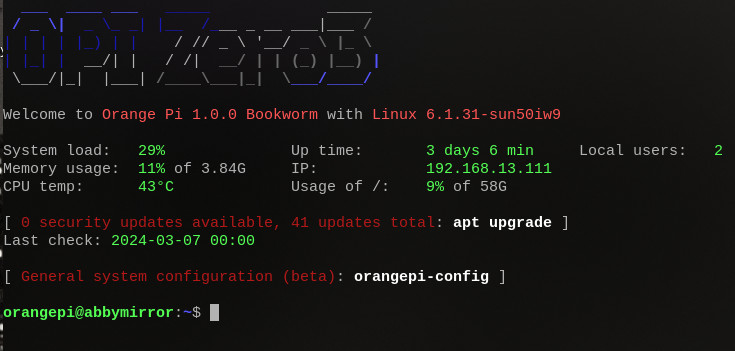 OPI Zero3
Welcome to Orange Pi 1.0.0 Bookworm with Linux 6.1.31-sun50iw9
System load: 29% Up time: 3 days 6 min Local users: 2
Memory usage: 11% of 3.84G IP: 192.168.13.111
CPU temp: 43°C Usage of /: 9% of 58G
[ 0 security updates available, 41 updates total: apt upgrade ]
Last check: 2024-03-07 00:00
[ General system configuration (beta): orangepi-config ]
orangepi@abbymirror:~$